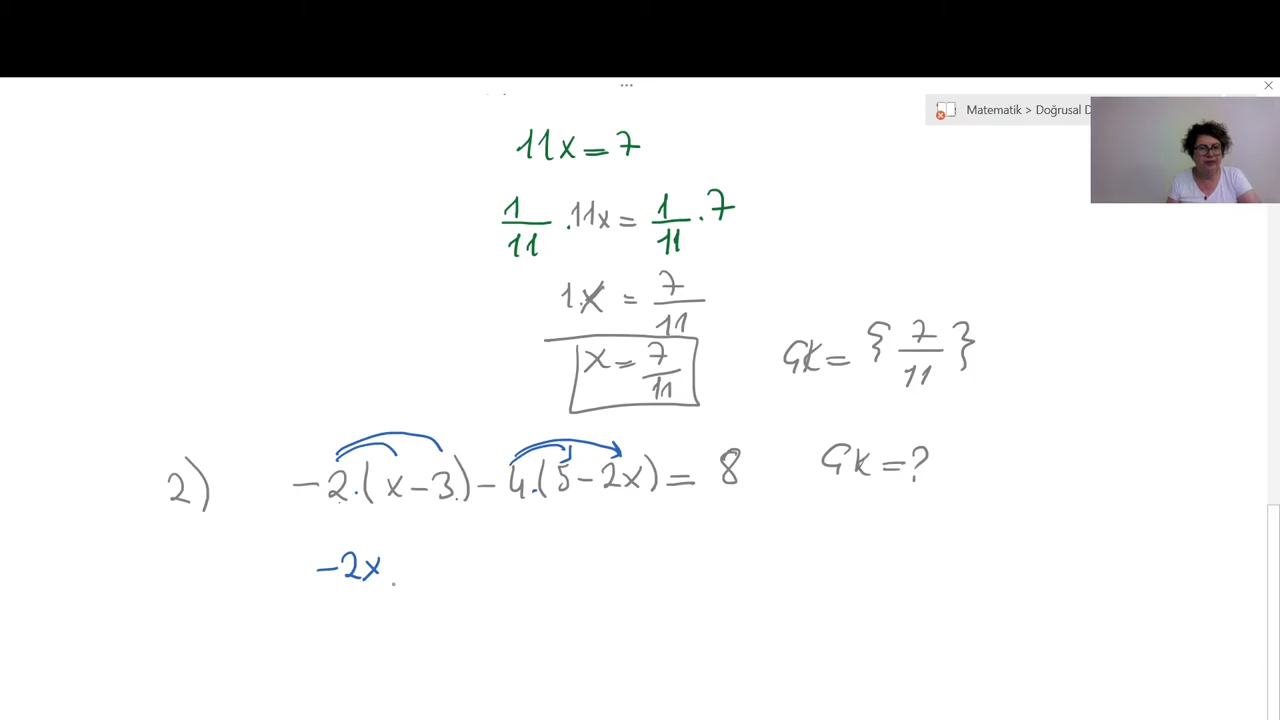 Matematik > Doğrusal D
11x = 7
1/11 . 11x = 1/11 . 7
1.x = 7/11
x = 7/11
ÇK = { 7/11 }
2) -2.(x-3) - 4.(5-2x) = 8 ÇK = ?
-2x